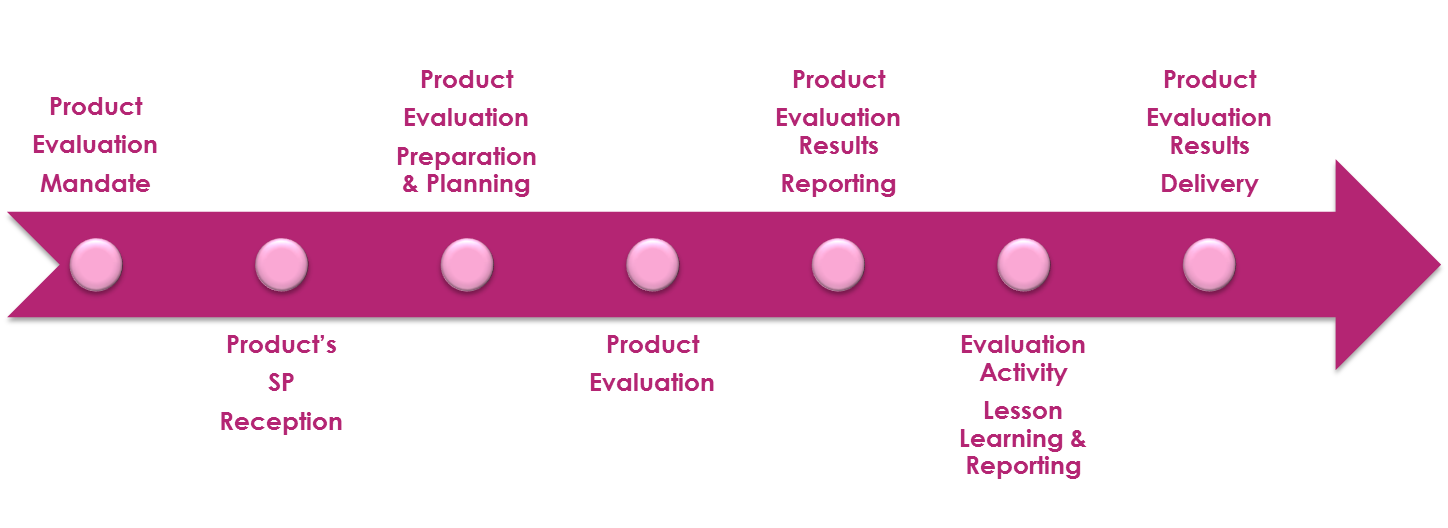 Product
Evaluation
Mandate
Product's
SP
Reception
Product
Evaluation
Preparation
& Planning
Product
Evaluation
Product
Evaluation
Results
Reporting
Evaluation
Activity
Lesson
Learning &
Reporting
Product
Evaluation
Results
Delivery